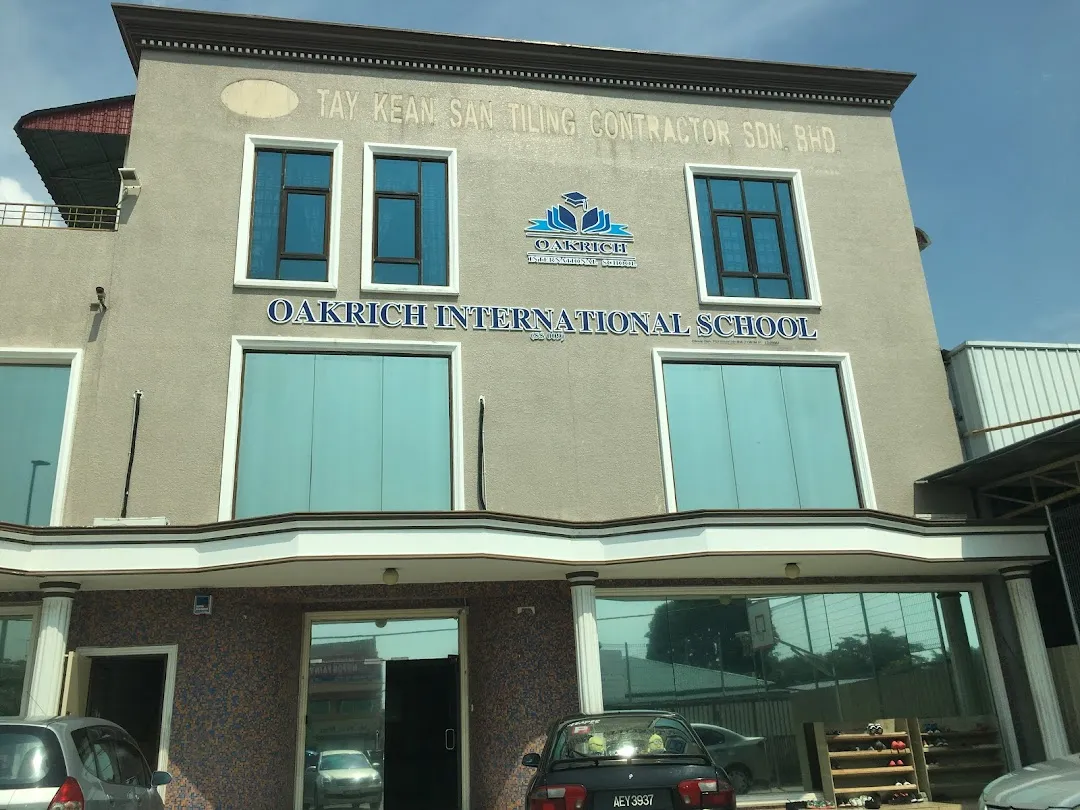 TAY KEAN SAN TILING CONTRACTOR SDN. BHD.
OAKRICH
INTERNATIONAL SCHOOL
OAKRICH INTERNATIONAL SCHOOL
AEY3937